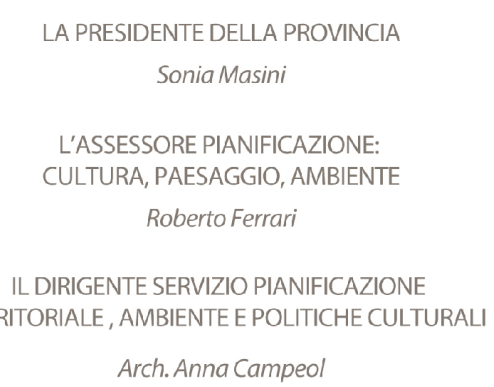 LA PRESIDENTE DELLA PROVINCIA
Sonia Masini
L'ASSESSORE PIANIFICAZIONE:
CULTURA, PAESAGGIO, AMBIENTE
Roberto Ferrari
IL DIRIGENTE SERVIZIO PIANIFICAZIONE
RITORIALE , AMBIENTE E POLITICHE CULTURALI
Arch. Anna Campeol